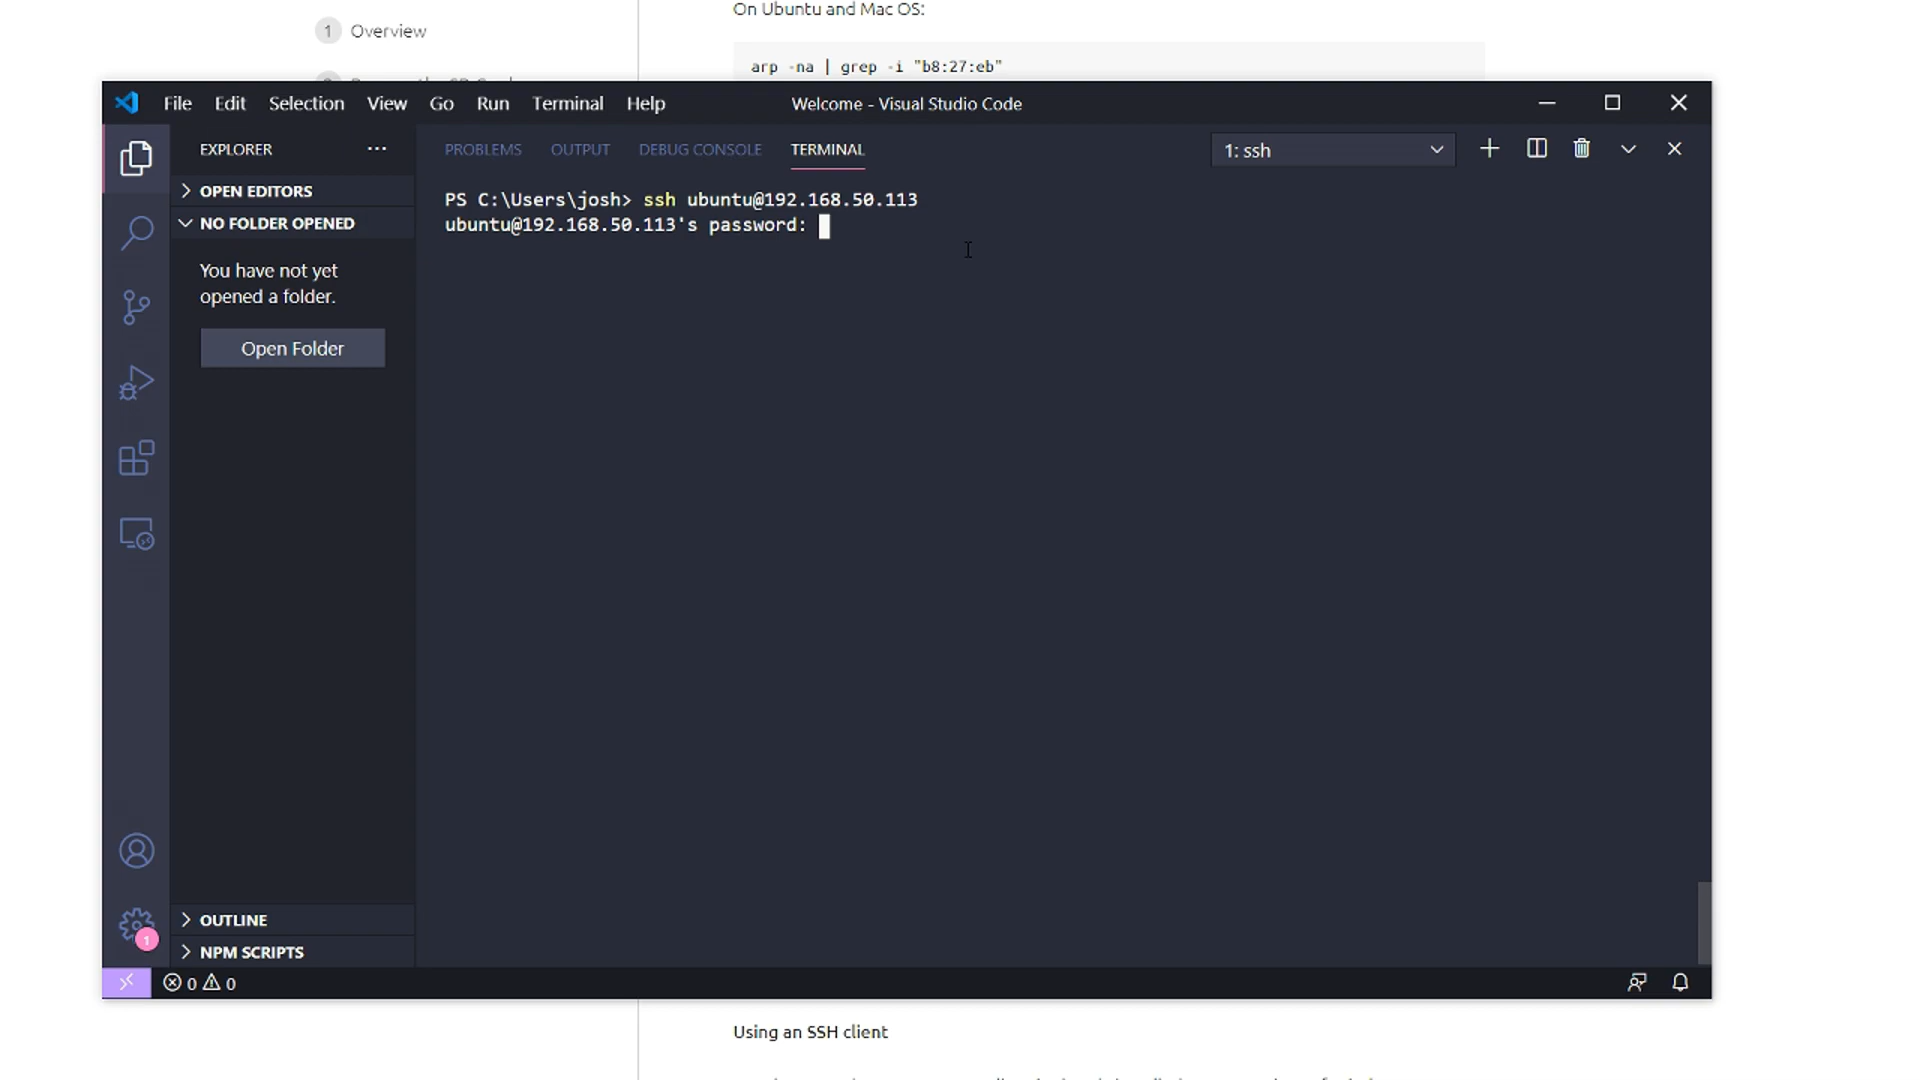 1 Overview
On Ubuntu and Mac OS:
arp -na | grep -i "b8:27:eb"
File Edit Selection View Go Run Terminal Help
Welcome - Visual Studio Code
EXPLORER
PROBLEMS OUTPUT DEBUG CONSOLE TERMINAL
1: ssh
OPEN EDITORS
NO FOLDER OPENED
You have not yet
opened a folder.
Open Folder
PS C:\Users\josh> ssh ubuntu@192.168.50.113
ubuntu@192.168.50.113's password:
OUTLINE
1
NPM SCRIPTS
0 0
Using an SSH client